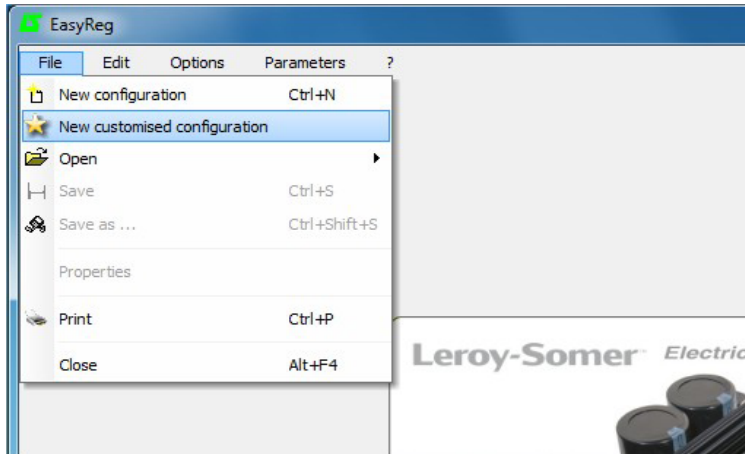 EasyReg
File Edit Options Parameters ?
New configuration Ctrl+N
New customised configuration
Open
Save Ctrl+S
Save as ... Ctrl+Shift+S
Properties
Print Ctrl+P
Close Alt+F4
Leroy-Somer Electric